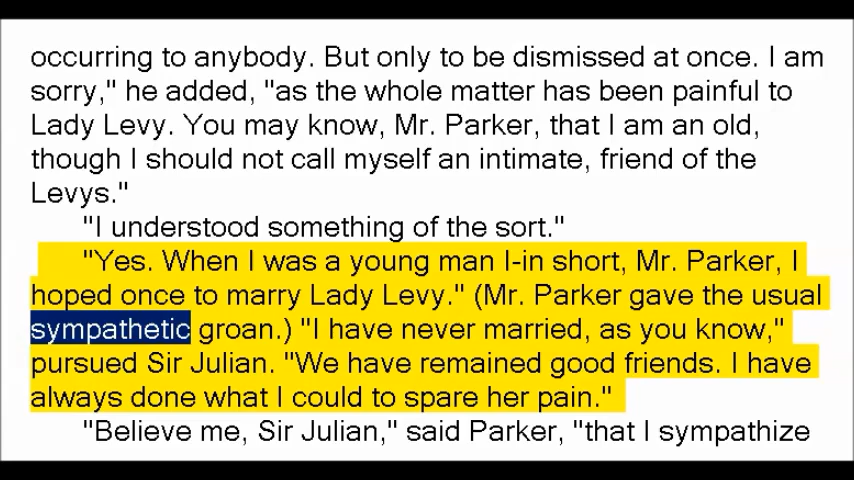 occurring to anybody. But only to be dismissed at once. I am
sorry," he added, "as the whole matter has been painful to
Lady Levy. You may know, Mr. Parker, that I am an old,
though I should not call myself an intimate, friend of the
Levys."
"I understood something of the sort."
"Yes. When I was a young man I-in short, Mr. Parker, I
hoped once to marry Lady Levy." (Mr. Parker gave the usual
sympathetic groan.) "I have never married, as you know,"
pursued Sir Julian. "We have remained good friends. I have
always done what I could to spare her pain."
"Believe me, Sir Julian," said Parker, "that I sympathize